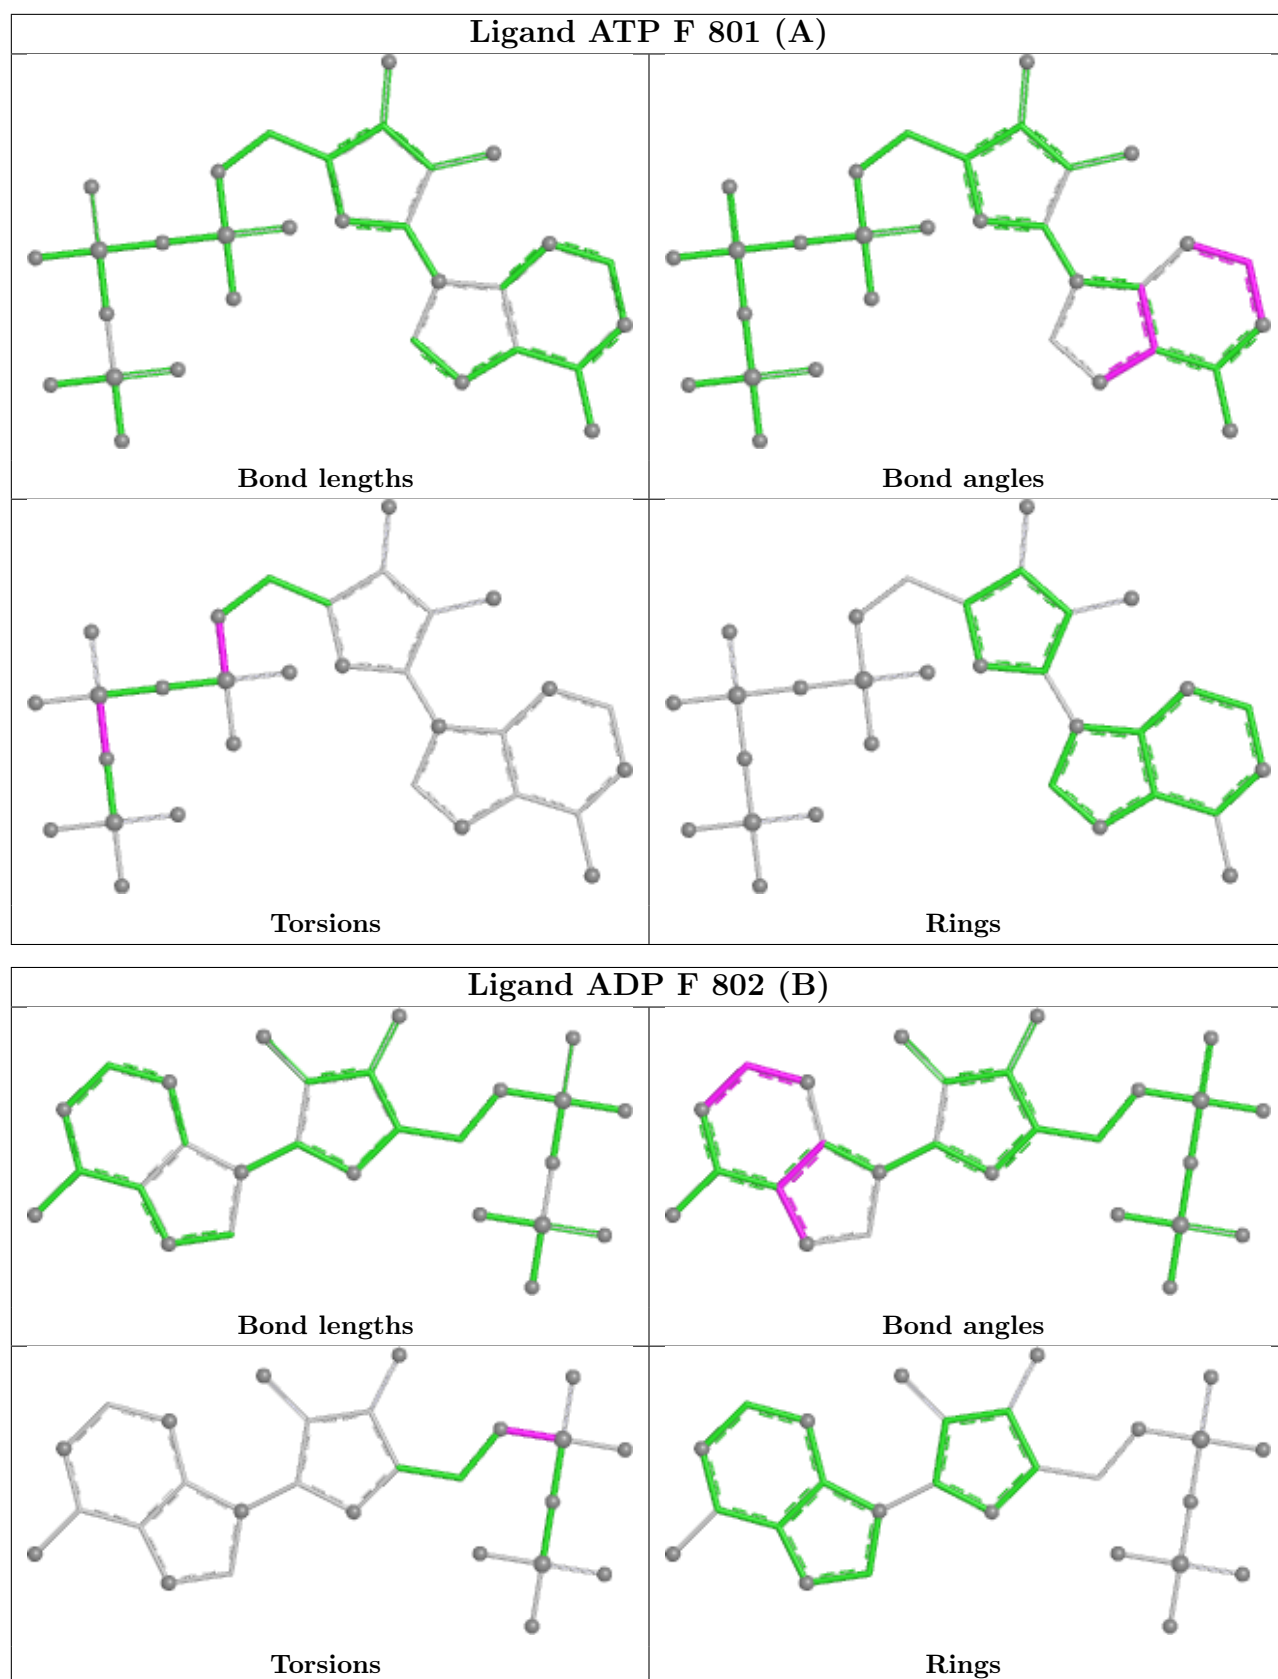 Ligand ATP F 801 (A)
Bond lengths
Bond angles
Torsions
Rings
Ligand ADP F 802 (B)
Bond lengths
Bond angles
Torsions
Rings